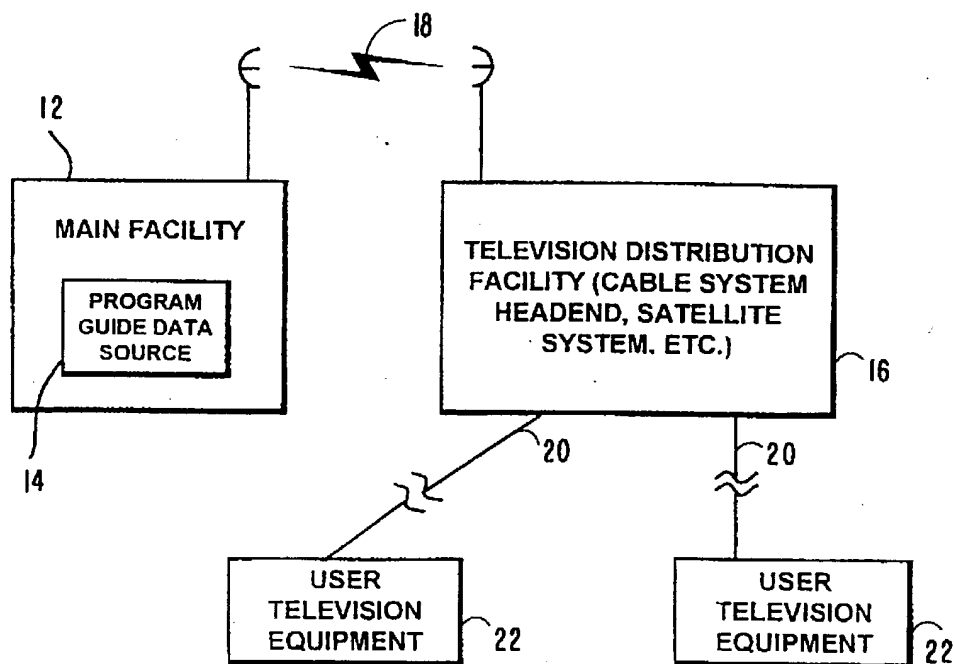 18
12
MAIN FACILITY
PROGRAM
GUIDE DATA
SOURCE
14
TELEVISION DISTRIBUTION
FACILITY (CABLE SYSTEM
HEADEND, SATELLITE
SYSTEM. ETC.)
16
20
20
USER
TELEVISION
EQUIPMENT
22
USER
TELEVISION
EQUIPMENT
22